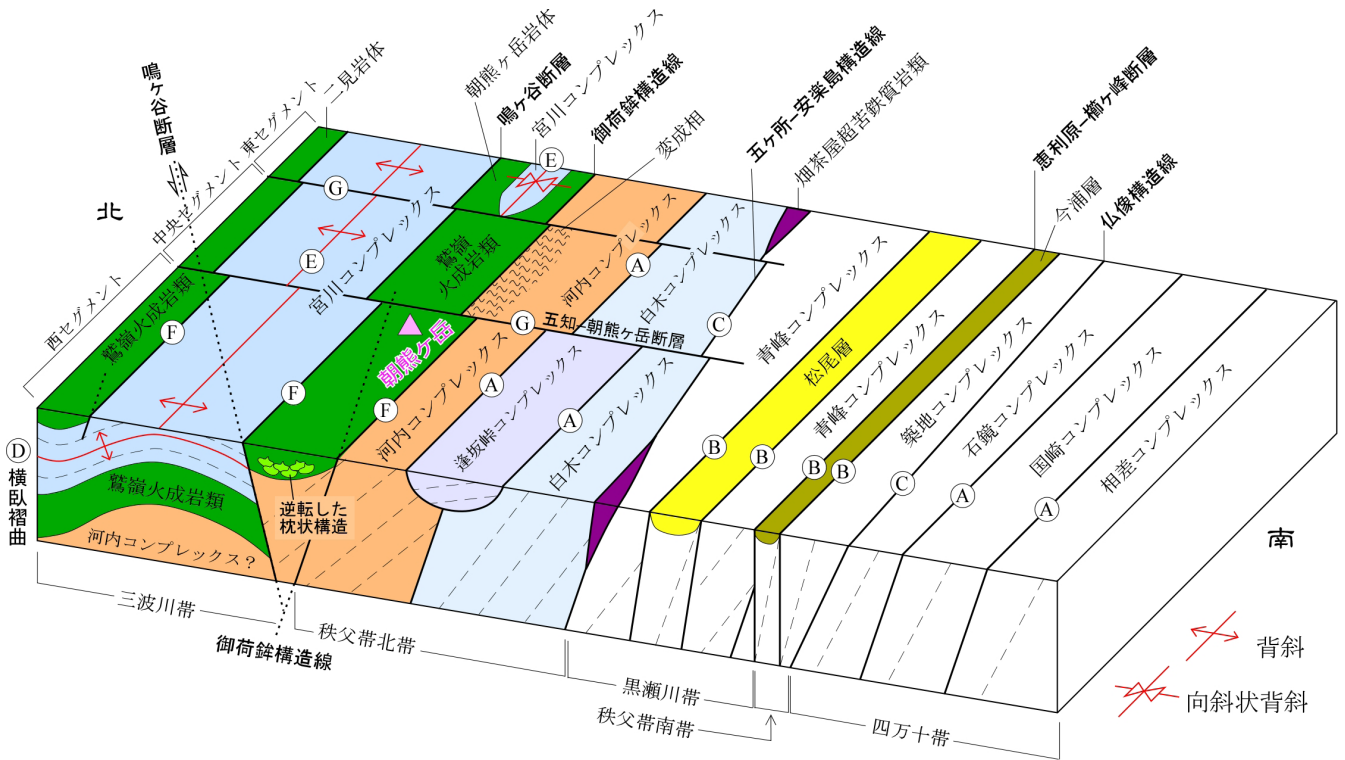 鳴ヶ谷断層
北
西セグメント
中央セグメント
東セグメント
二見岩体
朝熊ヶ岳岩体
鳴ヶ谷断層
宮川コンプレックス
御荷鉾構造線
変成相
五ヶ所–安楽島構造線
畑茶屋超苦鉄質岩類
恵利原–櫛ヶ峰断層
今浦層
仏像構造線
E
G
E
宮川コンプレックス
鷲嶺火成岩類
F
鷲嶺
火成岩類
河内コンプレックス
A
白木コンプレックス
C
G
五知–朝熊ヶ岳断層
朝熊ヶ岳
F
F
河内コンプレックス
A
逢坂峠コンプレックス
A
白木コンプレックス
青峰コンプレックス
松尾層
B
B
青峰コンプレックス
B
B
築地コンプレックス
C
石鏡コンプレックス
A
国崎コンプレックス
A
相差コンプレックス
南
D
横臥褶曲
鷲嶺火成岩類
河内コンプレックス？
逆転した
枕状構造
三波川帯
御荷鉾構造線
秩父帯北帯
黒瀬川帯
秩父帯南帯
四万十帯
背斜
向斜状背斜